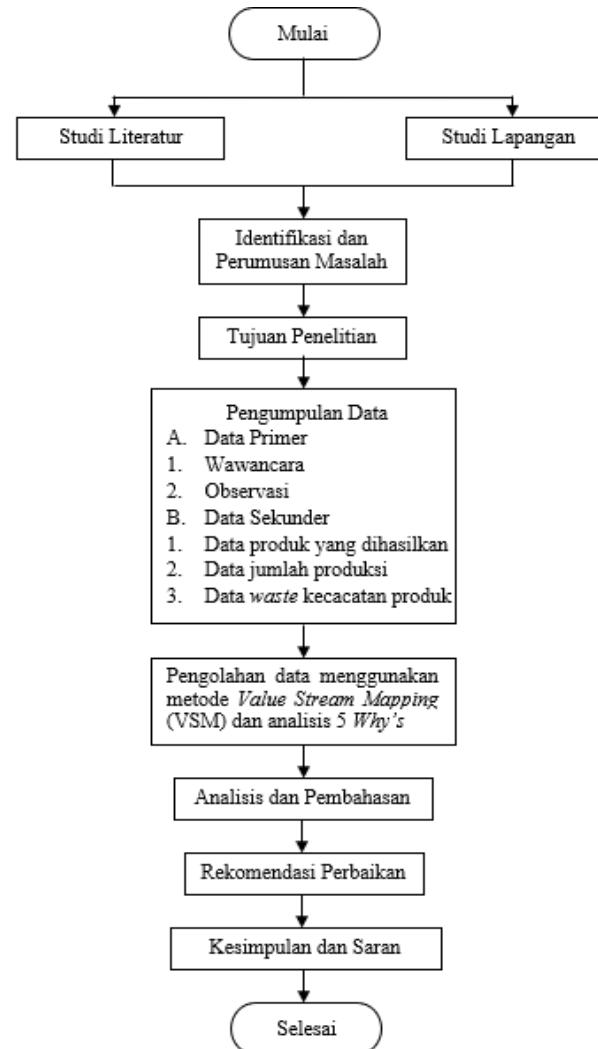 Mulai
Studi Literatur
Studi Lapangan
Identifikasi dan
Perumusan Masalah
Tujuan Penelitian
Pengumpulan Data
A. Data Primer
1. Wawancara
2. Observasi
B. Data Sekunder
1. Data produk yang dihasilkan
2. Data jumlah produksi
3. Data waste kecacatan produk
Pengolahan data menggunakan
metode Value Stream Mapping
(VSM) dan analisis 5 Why's
Analisis dan Pembahasan
Rekomendasi Perbaikan
Kesimpulan dan Saran
Selesai